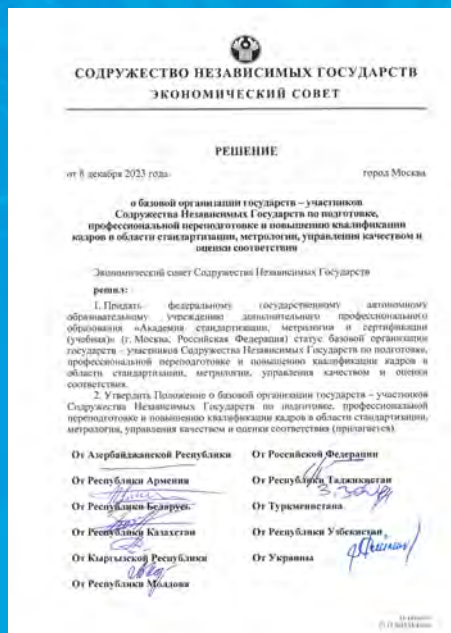 СОДРУЖЕСТВО НЕЗАВИСИМЫХ ГОСУДАРСТВ
ЭКОНОМИЧЕСКИЙ СОВЕТ
РЕШЕНИЕ
от 8 декабря 2023 года город Москва
о базовой организации государств – участников
Содружества Независимых Государств по подготовке,
профессиональной переподготовке и повышению квалификации
кадров в области стандартизации, метрологии, управления качеством и
оценки соответствия
Экономический совет Содружества Независимых Государств
решил:
1. Придать федеральному государственному автономному
образовательному учреждению дополнительного профессионального
образования «Академия стандартизации, метрологии и сертификации
(учебная)» (г. Москва, Российская Федерация) статус базовой организации
государств – участников Содружества Независимых Государств по подготовке,
профессиональной переподготовке и повышению квалификации кадров в
области стандартизации, метрологии, управления качеством и оценки
соответствия.
2. Утвердить Положение о базовой организации государств – участников
Содружества Независимых Государств по подготовке, профессиональной
переподготовке и повышению квалификации кадров в области стандартизации,
метрологии, управления качеством и оценки соответствия (прилагается).
От Азербайджанской Республики От Российской Федерации
От Республики Армения От Республики Таджикистан
От Республики Беларусь От Туркменистана
От Республики Казахстан От Республики Узбекистан
От Кыргызской Республики От Украины
От Республики Молдова